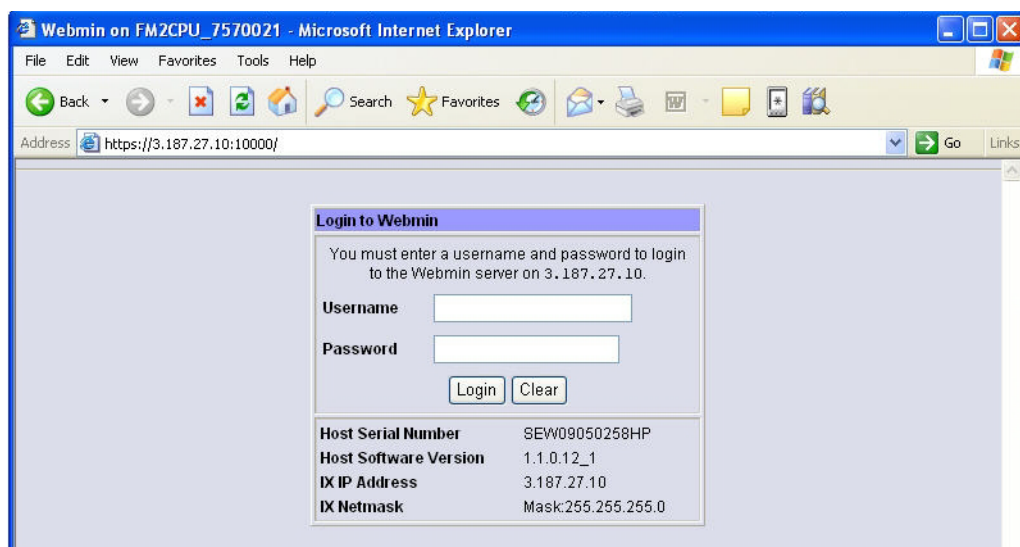 Webmin on FM2CPU_7570021 - Microsoft Internet Explorer
File Edit View Favorites Tools Help
Back Search Favorites
Address https://3.187.27.10:10000/ Go Links
Login to Webmin
You must enter a username and password to login
to the Webmin server on 3.187.27.10.
Username
Password
Login Clear
Host Serial Number SEW09050258HP
Host Software Version 1.1.0.12_1
IX IP Address 3.187.27.10
IX Netmask Mask:255.255.255.0